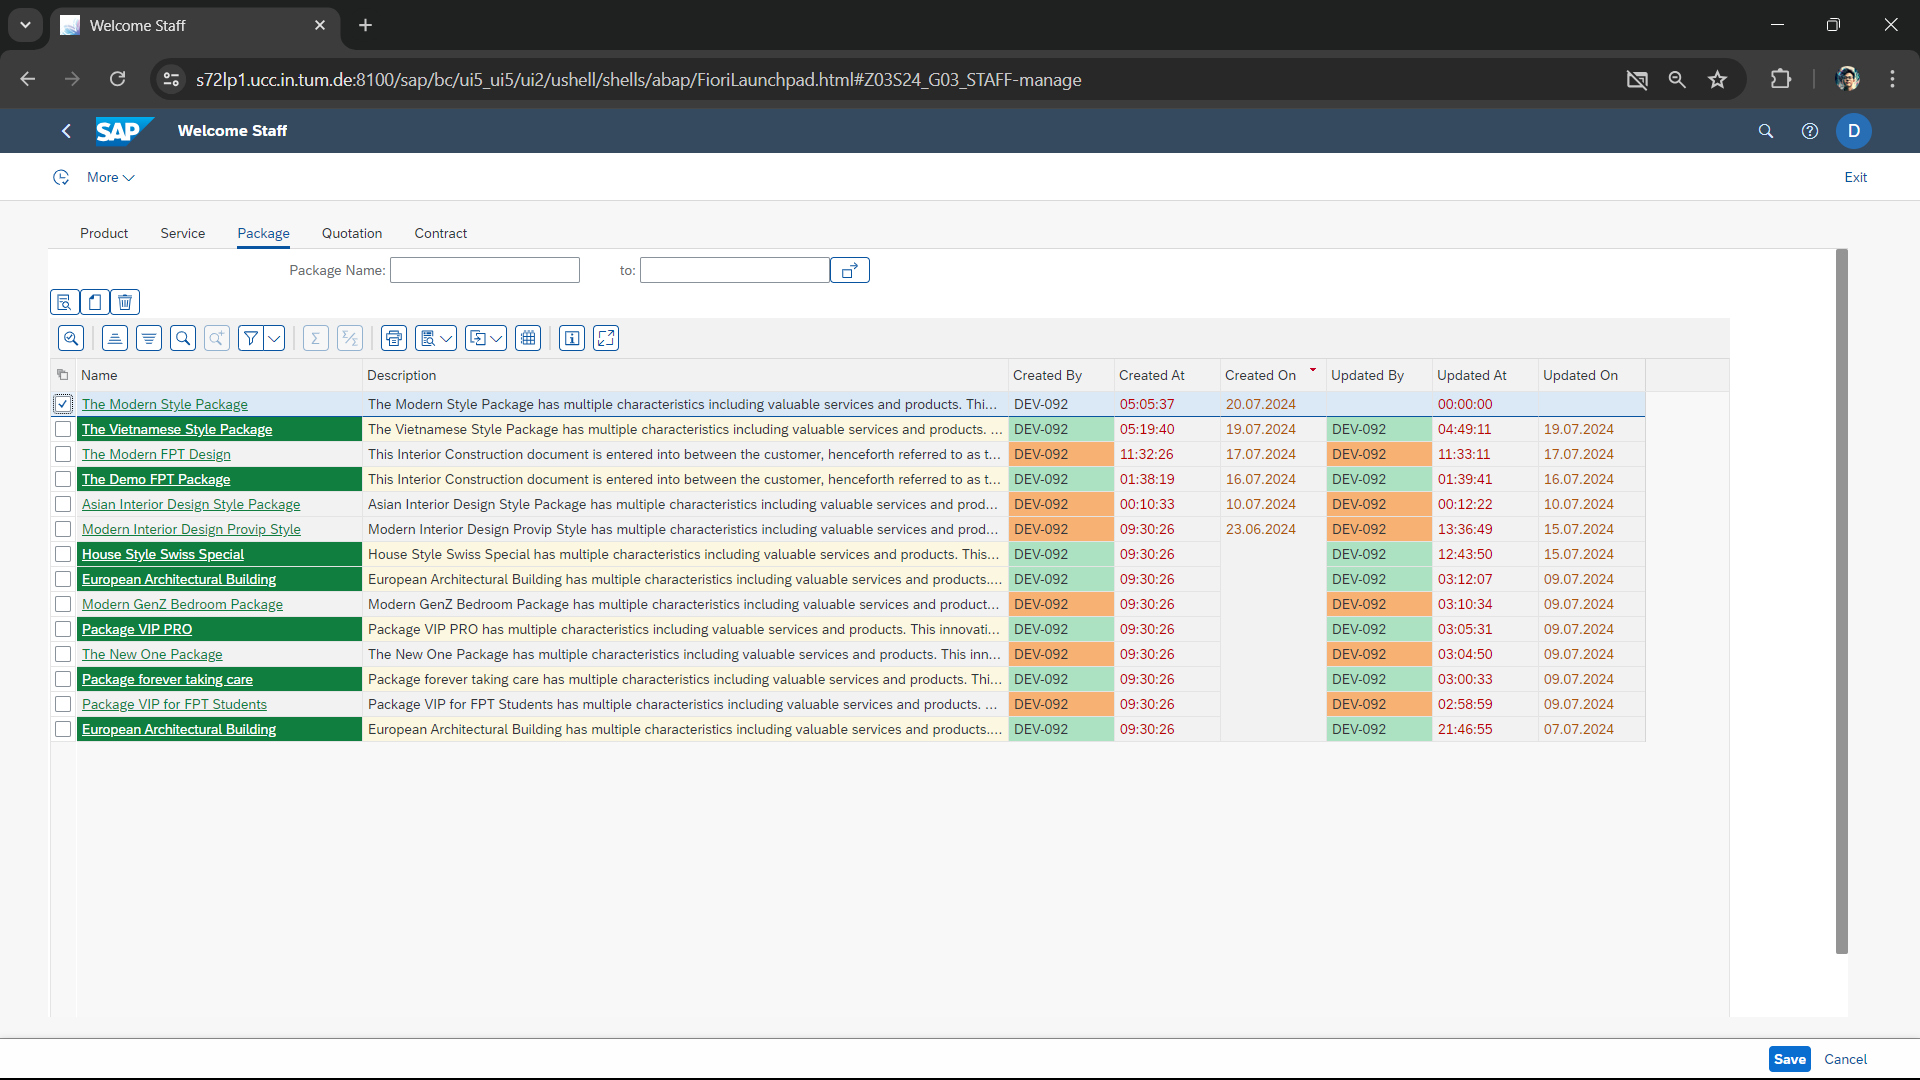 Welcome Staff
s72lp1.ucc.in.tum.de:8100/sap/bc/ui5_ui5/ui2/ushell/shells/abap/FioriLaunchpad.html#Z03S24_G03_STAFF-manage
SAP Welcome Staff D
More Exit
Product Service Package Quotation Contract
Package Name: to:
Name Description Created By Created At Created On Updated By Updated At Updated On
The Modern Style Package The Modern Style Package has multiple characteristics including valuable services and products. Thi... DEV-092 05:05:37 20.07.2024 00:00:00
The Vietnamese Style Package The Vietnamese Style Package has multiple characteristics including valuable services and products. ... DEV-092 05:19:40 19.07.2024 DEV-092 04:49:11 19.07.2024
The Modern FPT Design This Interior Construction document is entered into between the customer, henceforth referred to as t... DEV-092 11:32:26 17.07.2024 DEV-092 11:33:11 17.07.2024
The Demo FPT Package This Interior Construction document is entered into between the customer, henceforth referred to as t... DEV-092 01:38:19 16.07.2024 DEV-092 01:39:41 16.07.2024
Asian Interior Design Style Package Asian Interior Design Style Package has multiple characteristics including valuable services and prod... DEV-092 00:10:33 10.07.2024 DEV-092 00:12:22 10.07.2024
Modern Interior Design Provip Style Modern Interior Design Provip Style has multiple characteristics including valuable services and prod... DEV-092 09:30:26 23.06.2024 DEV-092 13:36:49 15.07.2024
House Style Swiss Special House Style Swiss Special has multiple characteristics including valuable services and products. This... DEV-092 09:30:26 DEV-092 12:43:50 15.07.2024
European Architectural Building European Architectural Building has multiple characteristics including valuable services and products.... DEV-092 09:30:26 DEV-092 03:12:07 09.07.2024
Modern GenZ Bedroom Package Modern GenZ Bedroom Package has multiple characteristics including valuable services and product... DEV-092 09:30:26 DEV-092 03:10:34 09.07.2024
Package VIP PRO Package VIP PRO has multiple characteristics including valuable services and products. This innovati... DEV-092 09:30:26 DEV-092 03:05:31 09.07.2024
The New One Package The New One Package has multiple characteristics including valuable services and products. This inn... DEV-092 09:30:26 DEV-092 03:04:50 09.07.2024
Package forever taking care Package forever taking care has multiple characteristics including valuable services and products. Thi... DEV-092 09:30:26 DEV-092 03:00:33 09.07.2024
Package VIP for FPT Students Package VIP for FPT Students has multiple characteristics including valuable services and products. ... DEV-092 09:30:26 DEV-092 02:58:59 09.07.2024
European Architectural Building European Architectural Building has multiple characteristics including valuable services and products.... DEV-092 09:30:26 DEV-092 21:46:55 07.07.2024
Save Cancel